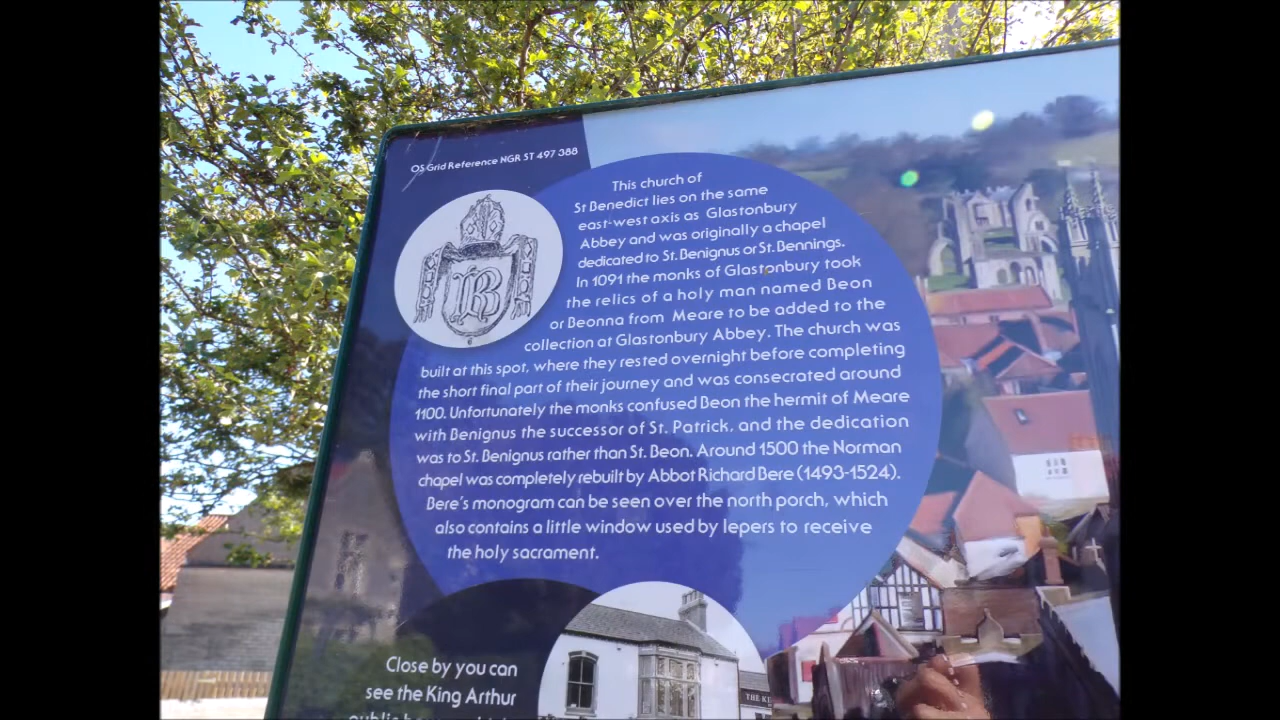 OS Grid Reference NGR ST 497 388
This church of
St Benedict lies on the same
east-west axis as Glastonbury
Abbey and was originally a chapel
dedicated to St. Benignus or St. Bennings.
In 1091 the monks of Glastonbury took
the relics of a holy man named Beon
or Beonna from Meare to be added to the
collection at Glastonbury Abbey. The church was
built at this spot, where they rested overnight before completing
the short final part of their journey and was consecrated around
1100. Unfortunately the monks confused Beon the hermit of Meare
with Benignus the successor of St. Patrick, and the dedication
was to St. Benignus rather than St. Beon. Around 1500 the Norman
chapel was completely rebuilt by Abbot Richard Bere (1493-1524).
Bere's monogram can be seen over the north porch, which
also contains a little window used by lepers to receive
the holy sacrament.
Close by you can
see the King Arthur
THE